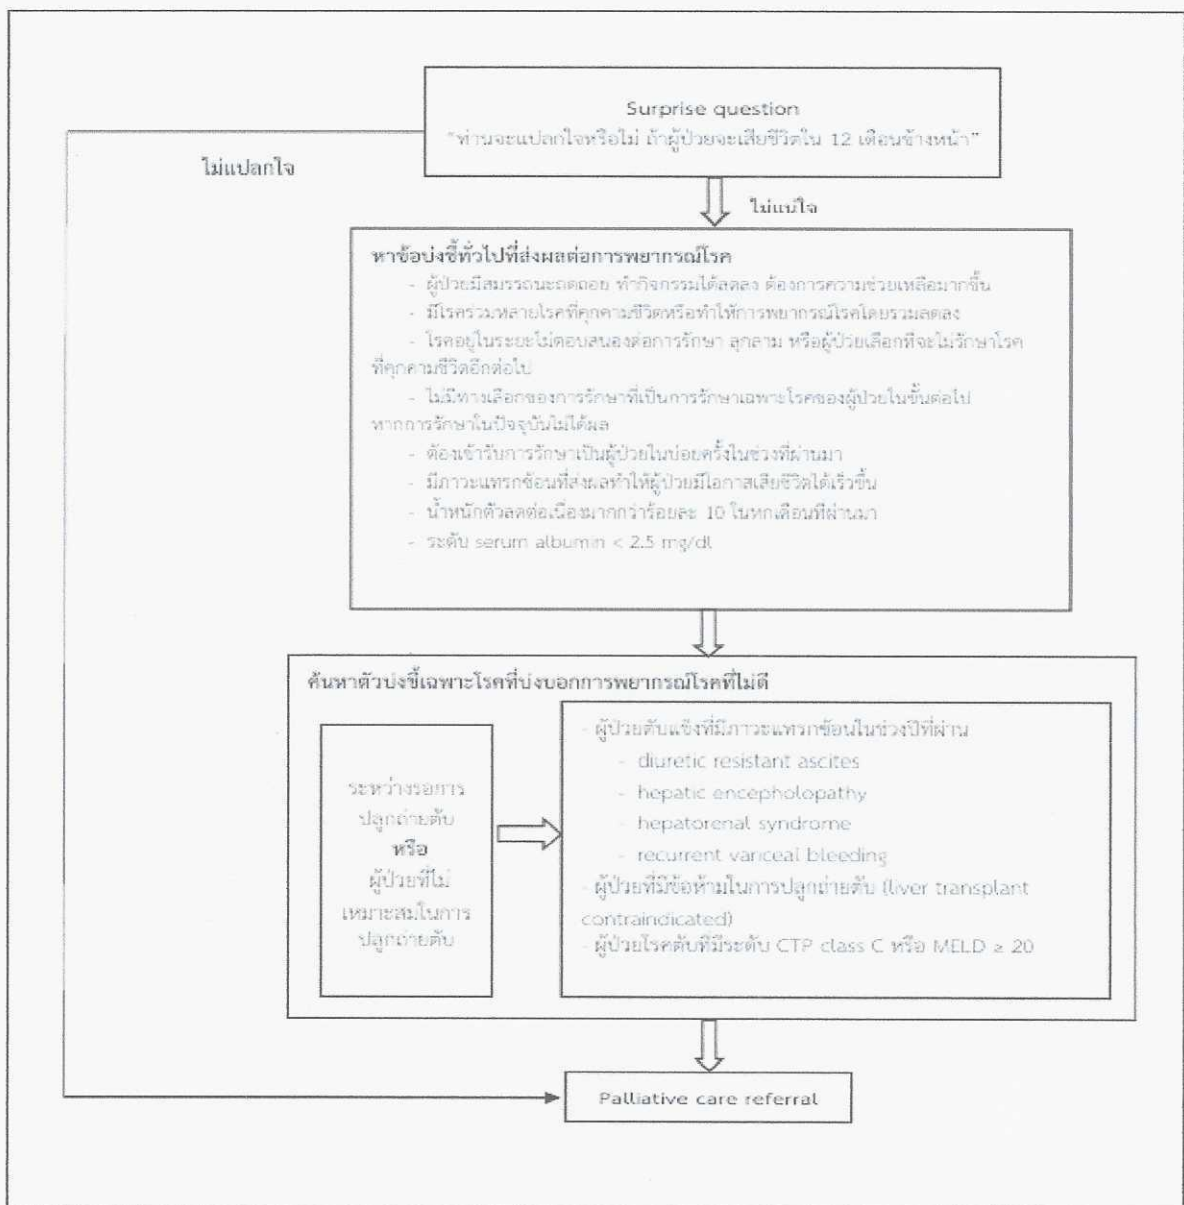 Surprise question
"ท่านจะแปลกใจหรือไม่ ถ้าผู้ป่วยจะเสียชีวิตใน 12 เดือนข้างหน้า"
ไม่แปลกใจ
ไม่แน่ใจ
หาข้อบ่งชี้ทั่วไปที่ส่งผลต่อการพยากรณ์โรค
- ผู้ป่วยมีสมรรถนะถดถอย ทำกิจกรรมได้ลดลง ต้องการความช่วยเหลือมากขึ้น
- มีโรคร่วมหลายโรคที่คุกคามชีวิตหรือทำให้การพยากรณ์โรคโดยรวมลดลง
- โรคอยู่ในระยะไม่ตอบสนองต่อการรักษา ลุกลาม หรือผู้ป่วยเลือกที่จะไม่รักษาโรค
ที่คุกคามชีวิตอีกต่อไป
- ไม่มีทางเลือกของการรักษาที่เป็นการรักษาเฉพาะโรคของผู้ป่วยในขั้นต่อไป
หากการรักษาในปัจจุบันไม่ได้ผล
- ต้องเข้ารับการรักษาเป็นผู้ป่วยในบ่อยครั้งในช่วงที่ผ่านมา
- มีภาวะแทรกซ้อนที่ส่งผลทำให้ผู้ป่วยมีโอกาสเสียชีวิตได้เร็วขึ้น
- น้ำหนักตัวลดต่อเนื่องมากกว่าร้อยละ 10 ในหกเดือนที่ผ่านมา
- ระดับ serum albumin < 2.5 mg/dl
ค้นหาตัวบ่งชี้เฉพาะโรคที่บ่งบอกการพยากรณ์โรคที่ไม่ดี
ระหว่างรอการ
ปลูกถ่ายตับ
หรือ
ผู้ป่วยที่ไม่
เหมาะสมในการ
ปลูกถ่ายตับ
- ผู้ป่วยตับแข็งที่มีภาวะแทรกซ้อนในช่วงปีที่ผ่าน
- diuretic resistant ascites
- hepatic encepholopathy
- hepatorenal syndrome
- recurrent variceal bleeding
- ผู้ป่วยที่มีข้อห้ามในการปลูกถ่ายตับ (liver transplant
contraindicated)
- ผู้ป่วยโรคตับที่มีระดับ CTP class C หรือ MELD ≥ 20
Palliative care referral